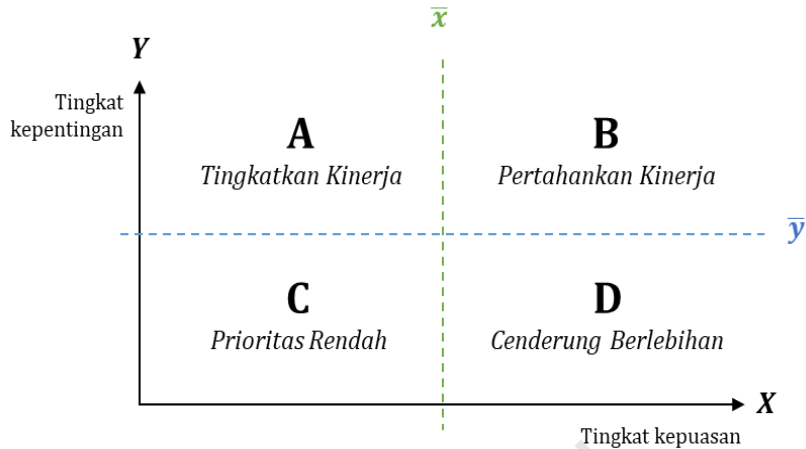 x̅
Y
Tingkat
kepentingan
A
Tingkatkan Kinerja
B
Pertahankan Kinerja
y̅
C
Prioritas Rendah
D
Cenderung Berlebihan
X
Tingkat kepuasan